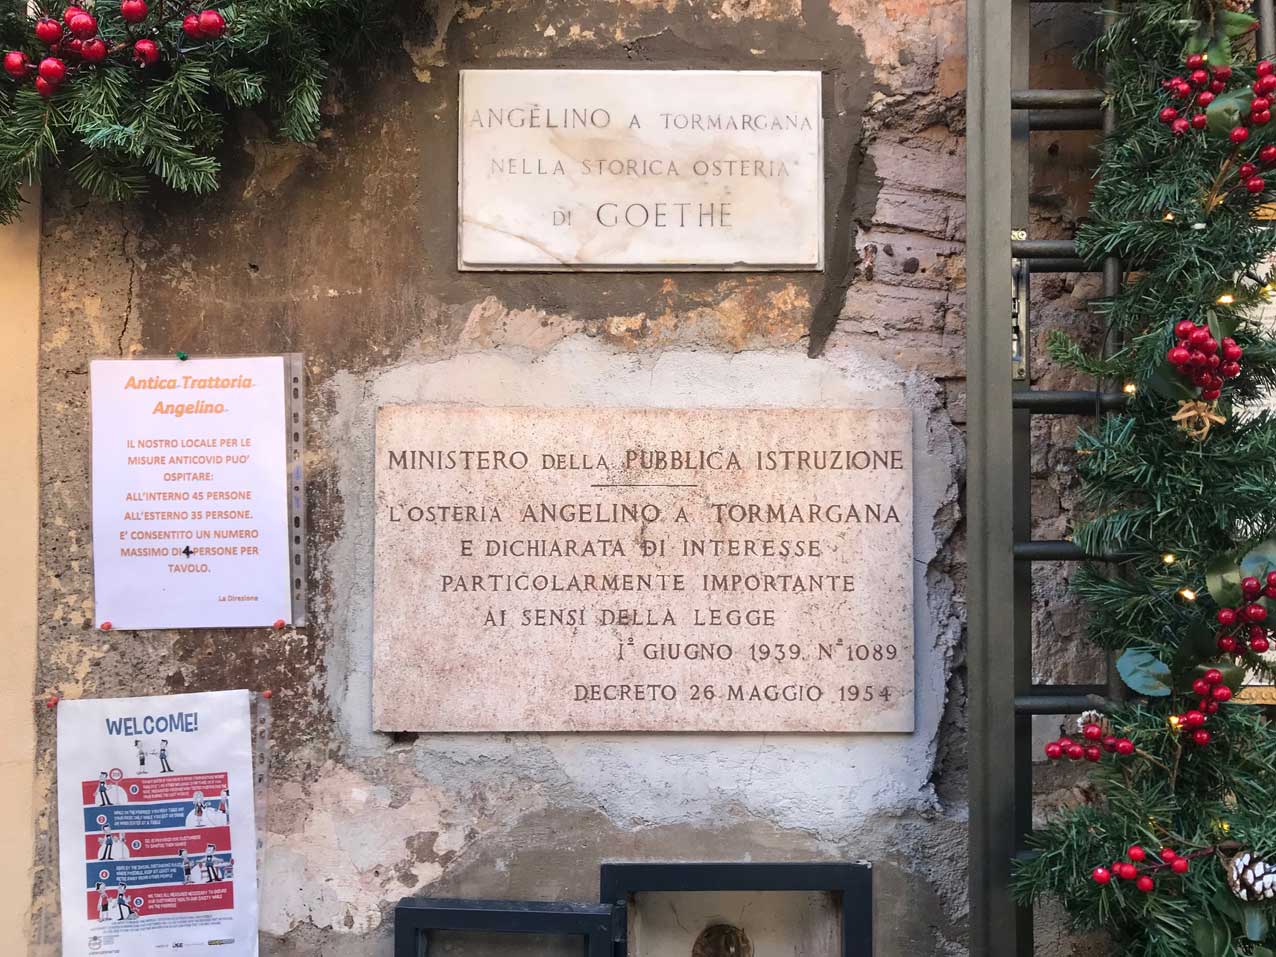 ANGELINO A TORMARGANA
NELLA STORICA OSTERIA
DI GOETHE
MINISTERO DELLA PUBBLICA ISTRUZIONE
L'OSTERIA ANGELINO A TORMARGANA
E DICHIARATA DI INTERESSE
PARTICOLARMENTE IMPORTANTE
AI SENSI DELLA LEGGE
1º GIUGNO 1939. Nº 1089
DECRETO 26 MAGGIO 1954
Antica Trattoria
Angelino
IL NOSTRO LOCALE PER LE
MISURE ANTICOVID PUO'
OSPITARE:
ALL'INTERNO 45 PERSONE
ALL'ESTERNO 35 PERSONE.
E' CONSENTITO UN NUMERO
MASSIMO DI 4 PERSONE PER
TAVOLO.
La Direzione
WELCOME!